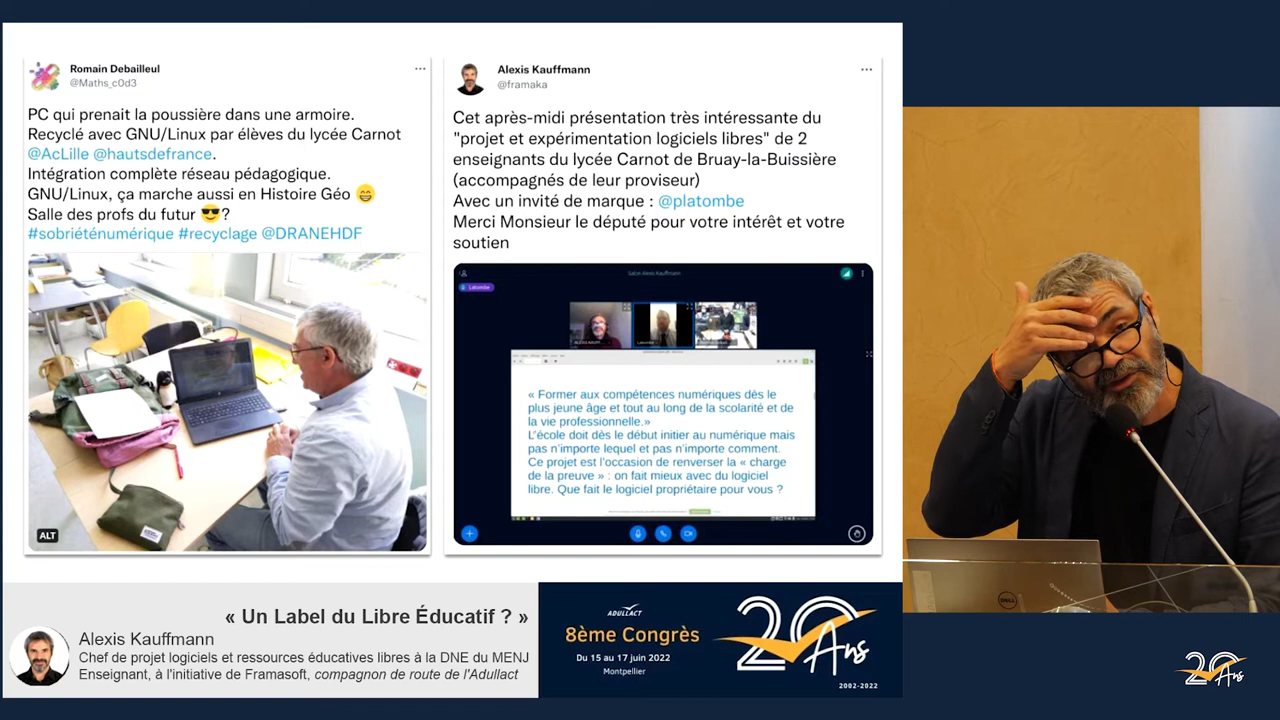 Romain Debailleul
@Maths_c0d3
PC qui prenait la poussière dans une armoire.
Recyclé avec GNU/Linux par élèves du lycée Carnot
@AcLille @hautsdefrance.
Intégration complète réseau pédagogique.
GNU/Linux, ça marche aussi en Histoire Géo 😁
Salle des profs du futur 😎?
#sobriéténumérique #recyclage @DRANEHDF
ALT
Alexis Kauffmann
@framaka
Cet après-midi présentation très intéressante du
"projet et expérimentation logiciels libres" de 2
enseignants du lycée Carnot de Bruay-la-Buissière
(accompagnés de leur proviseur)
Avec un invité de marque : @platombe
Merci Monsieur le député pour votre intérêt et votre
soutien
Salon Alexis Kauffmann
Latombe
« Former aux compétences numériques dès le
plus jeune âge et tout au long de la scolarité et de
la vie professionnelle.»
L'école doit dès le début initier au numérique mais
pas n'importe lequel et pas n'importe comment.
Ce projet est l'occasion de renverser la « charge
de la preuve » : on fait mieux avec du logiciel
libre. Que fait le logiciel propriétaire pour vous ?
« Un Label du Libre Éducatif ? »
Alexis Kauffmann
Chef de projet logiciels et ressources éducatives libres à la DNE du MENJ
Enseignant, à l'initiative de Framasoft, compagnon de route de l'Adullact
ADULLACT
8ème Congrès
Du 15 au 17 juin 2022
Montpellier
20 Ans
2002-2022
DELL
20 Ans